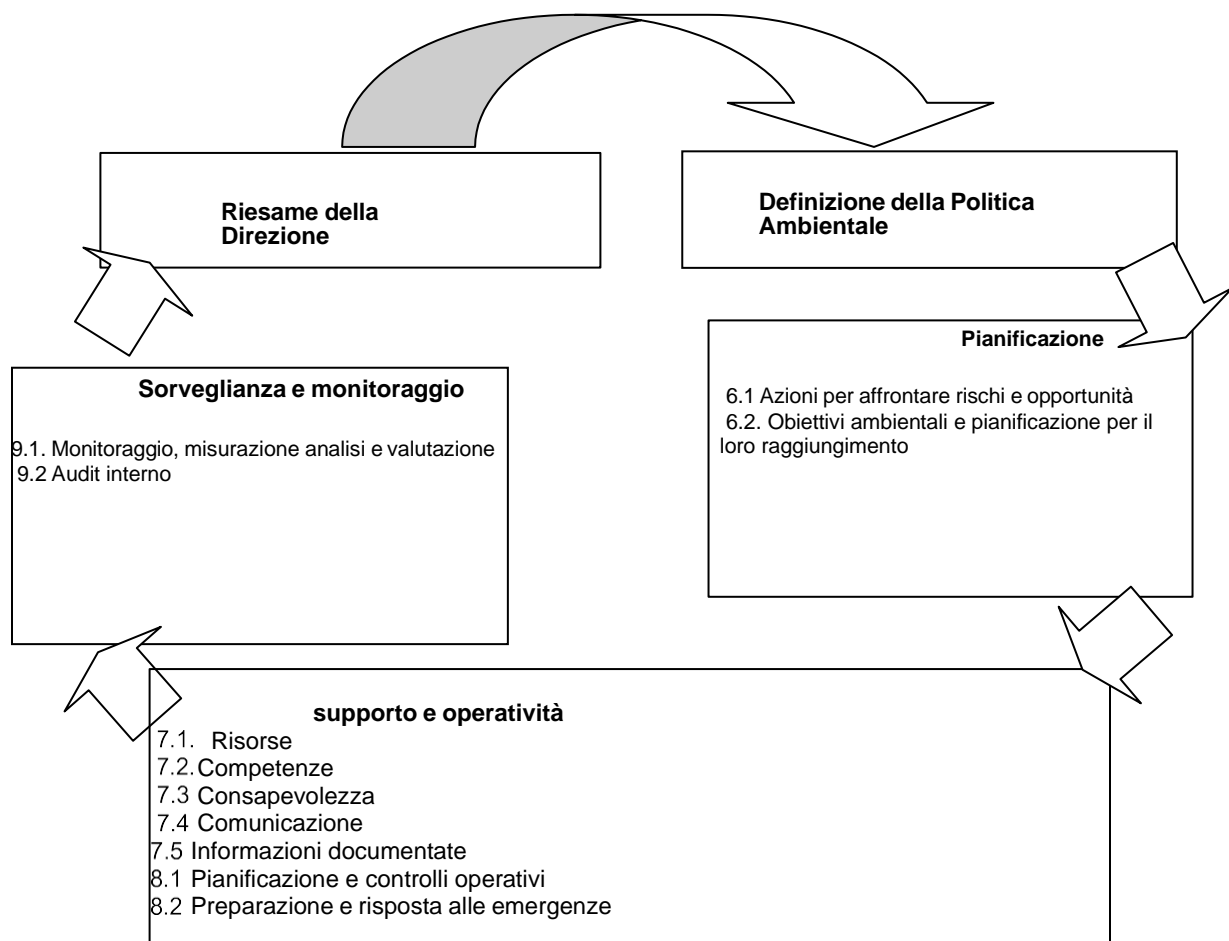 Riesame della
Direzione
Definizione della Politica
Ambientale
Pianificazione
6.1 Azioni per affrontare rischi e opportunità
6.2. Obiettivi ambientali e pianificazione per il
loro raggiungimento
Sorveglianza e monitoraggio
9.1. Monitoraggio, misurazione analisi e valutazione
9.2 Audit interno
supporto e operatività
7.1. Risorse
7.2. Competenze
7.3 Consapevolezza
7.4 Comunicazione
7.5 Informazioni documentate
8.1 Pianificazione e controlli operativi
8.2 Preparazione e risposta alle emergenze